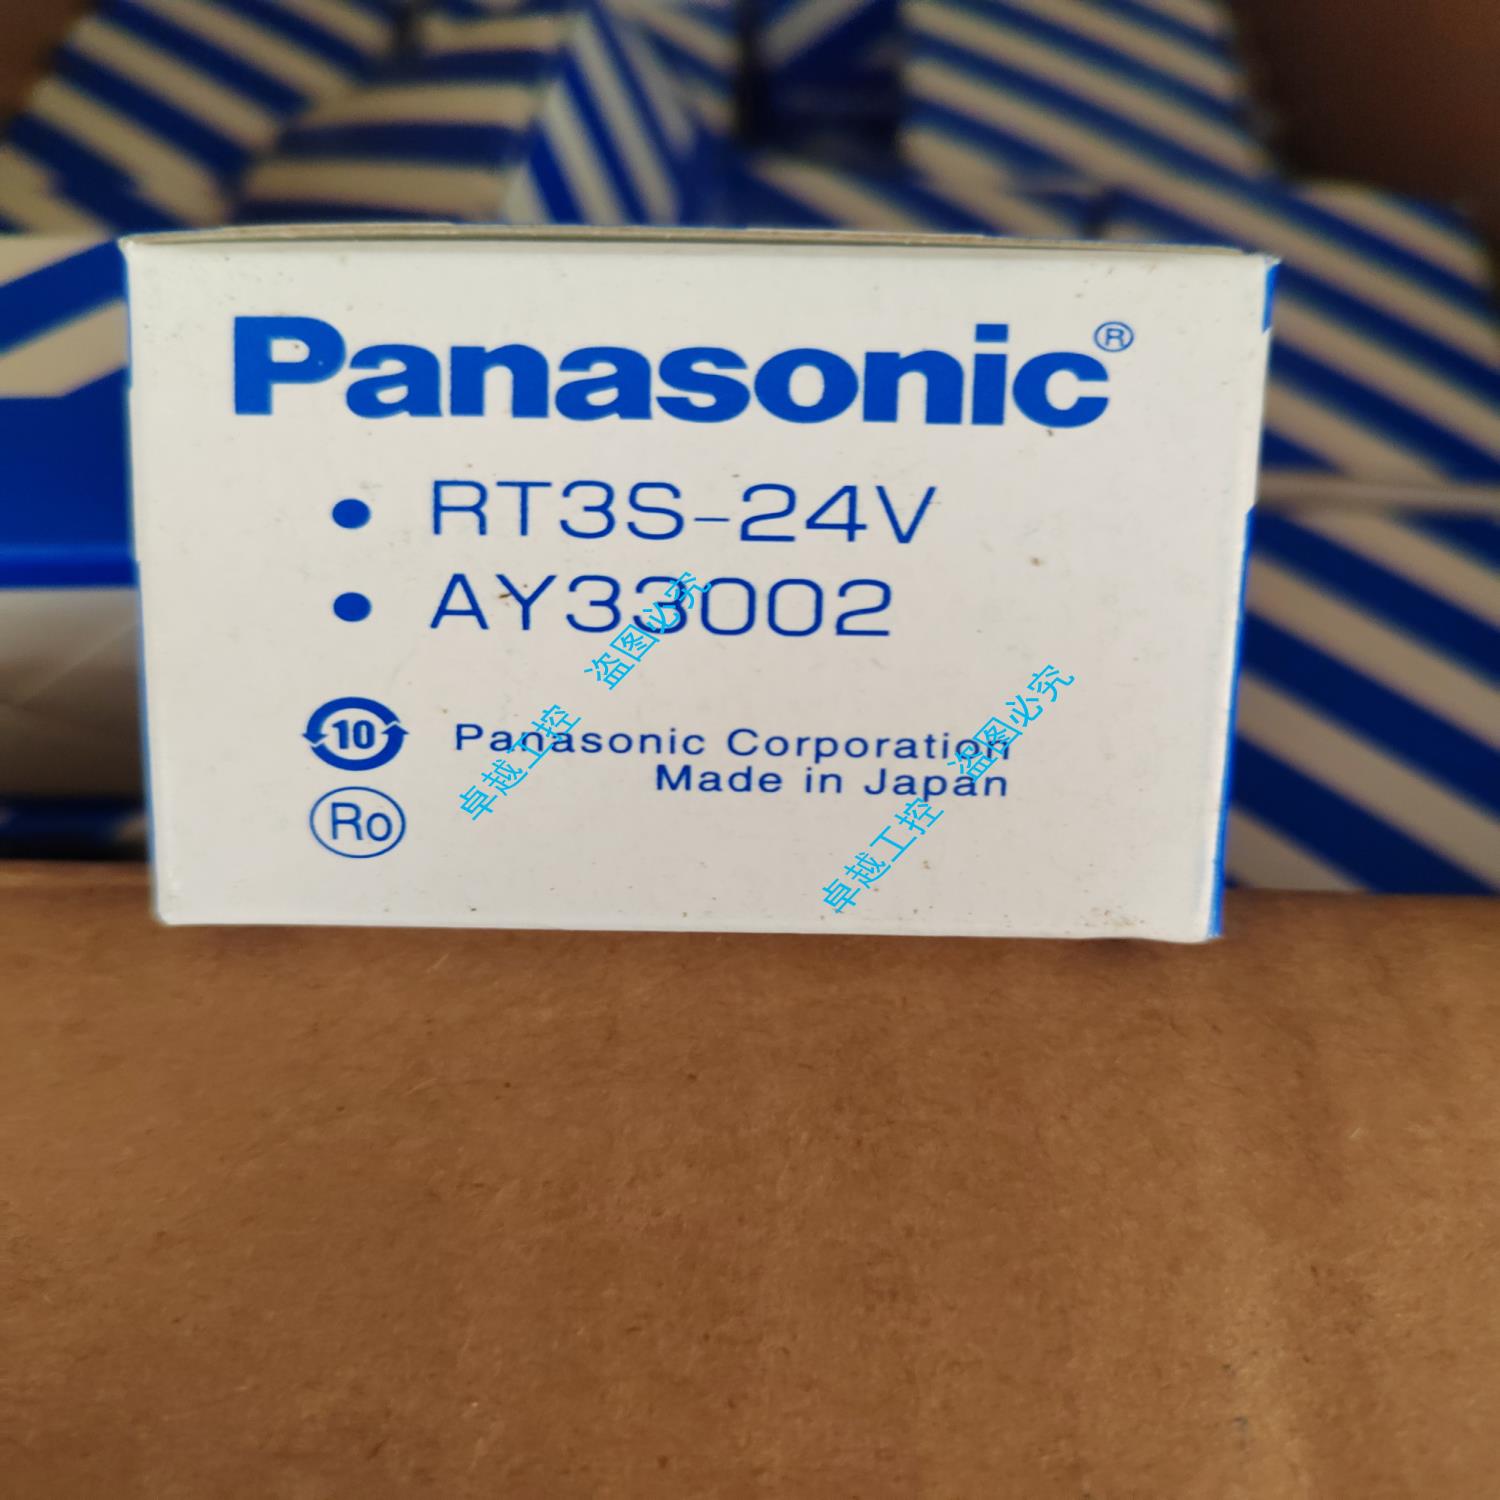 Panasonic®
• RT3S-24V
• AY33002
10
Panasonic Corporation
Made in Japan
Ro
卓越工控 盗图必究
卓越工控 盗图必究